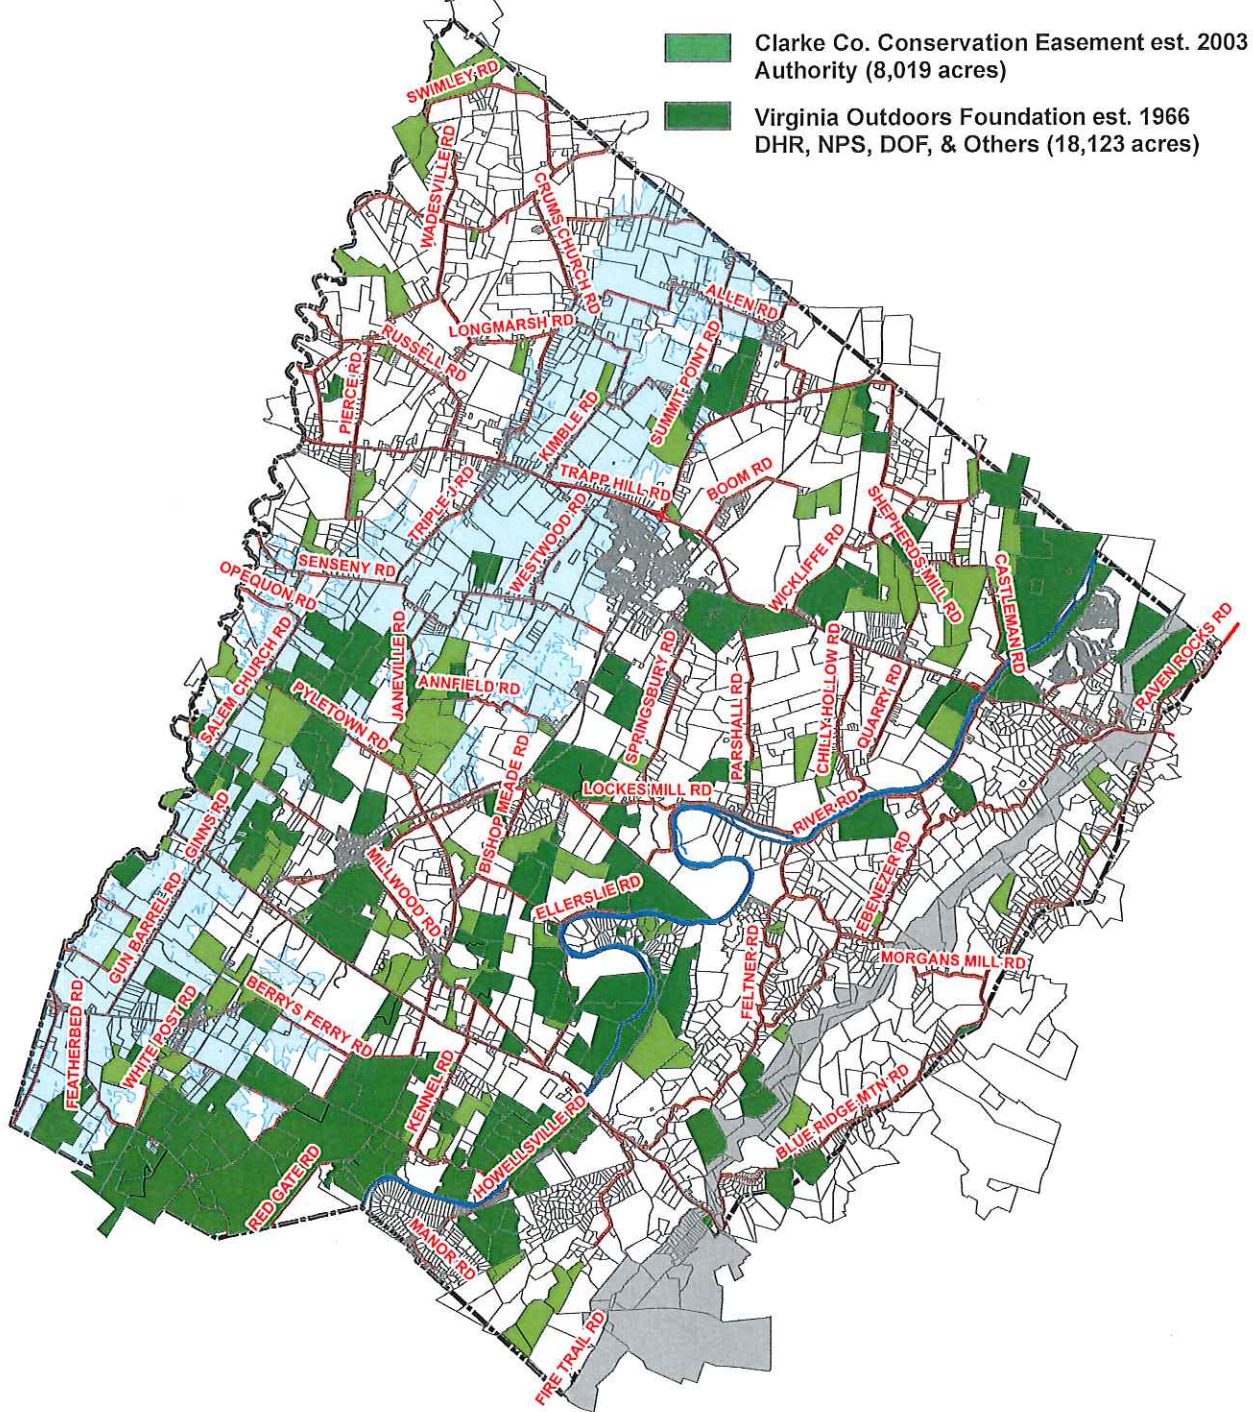 Clarke Co. Conservation Easement est. 2003
Authority (8,019 acres)
Virginia Outdoors Foundation est. 1966
DHR, NPS, DOF, & Others (18,123 acres)
SWIMLEY RD
WADESVILLE RD
CRUMS CHURCH RD
ALLEN RD
LONGMARSH RD
RUSSELL RD
PIERCE RD
SUMMIT POINT RD
KIMBLE RD
TRAPP HILL RD
BOOM RD
TRIPLE J RD
WESTWOOD RD
SHEPHERDS MILL RD
WICKLIFFE RD
CASTLEMAN RD
SENSENY RD
OPEQUON RD
RAVEN ROCKS RD
SALEM CHURCH RD
JANEVILLE RD
ANNFIELD RD
SPRINGSBURY RD
PARSHALL RD
CHILLY HOLLOW RD
QUARRY RD
PYLETOWN RD
BISHOP MEADE RD
LOCKES MILL RD
RIVER RD
GINNS RD
MILLWOOD RD
ELLERSLIE RD
EBENEZER RD
GUN BARREL RD
FELTNER RD
MORGANS MILL RD
FEATHERBED RD
WHITE POST RD
BERRYS FERRY RD
KENNEL RD
HOWELLSVILLE RD
BLUE RIDGE MTN RD
RED GATE RD
MANOR RD
FIRE TRAIL RD